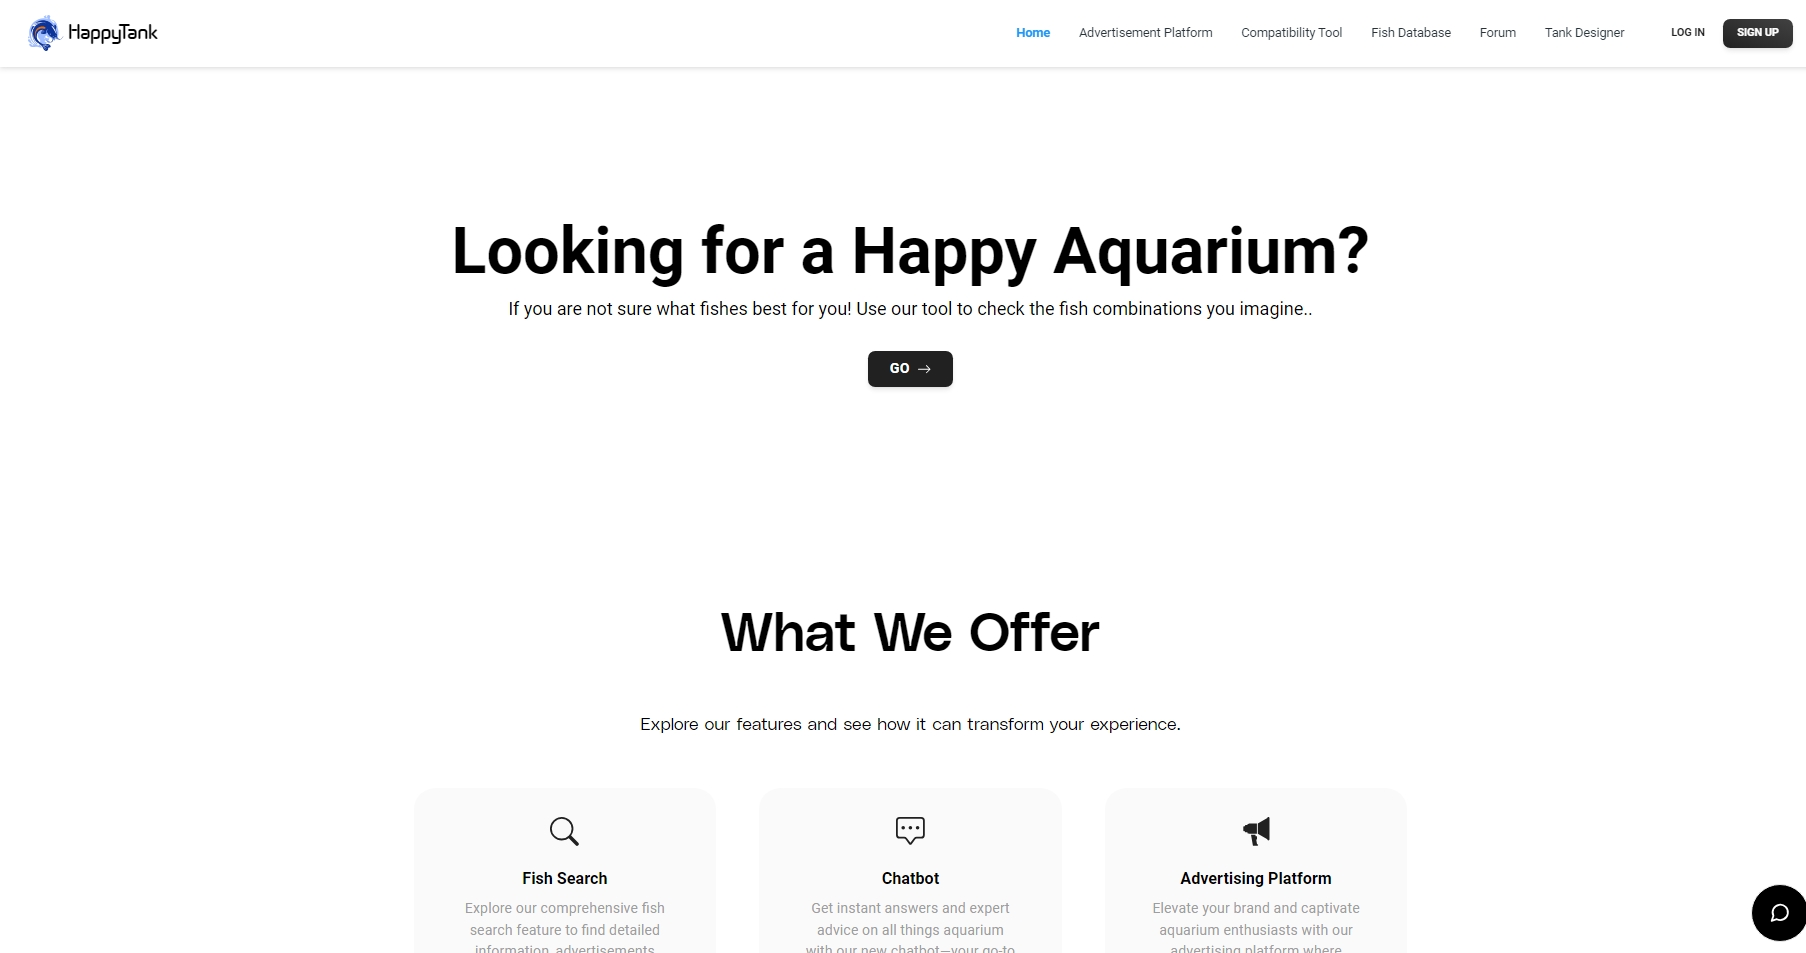 HappyTank
Home
Advertisement Platform
Compatibility Tool
Fish Database
Forum
Tank Designer
LOG IN
SIGN UP
Looking for a Happy Aquarium?
If you are not sure what fishes best for you! Use our tool to check the fish combinations you imagine..
GO →
What We Offer
Explore our features and see how it can transform your experience.
Fish Search
Explore our comprehensive fish
search feature to find detailed
information, advertisements
Chatbot
Get instant answers and expert
advice on all things aquarium
with our new chatbot—your go-to
Advertising Platform
Elevate your brand and captivate
aquarium enthusiasts with our
advertising platform where